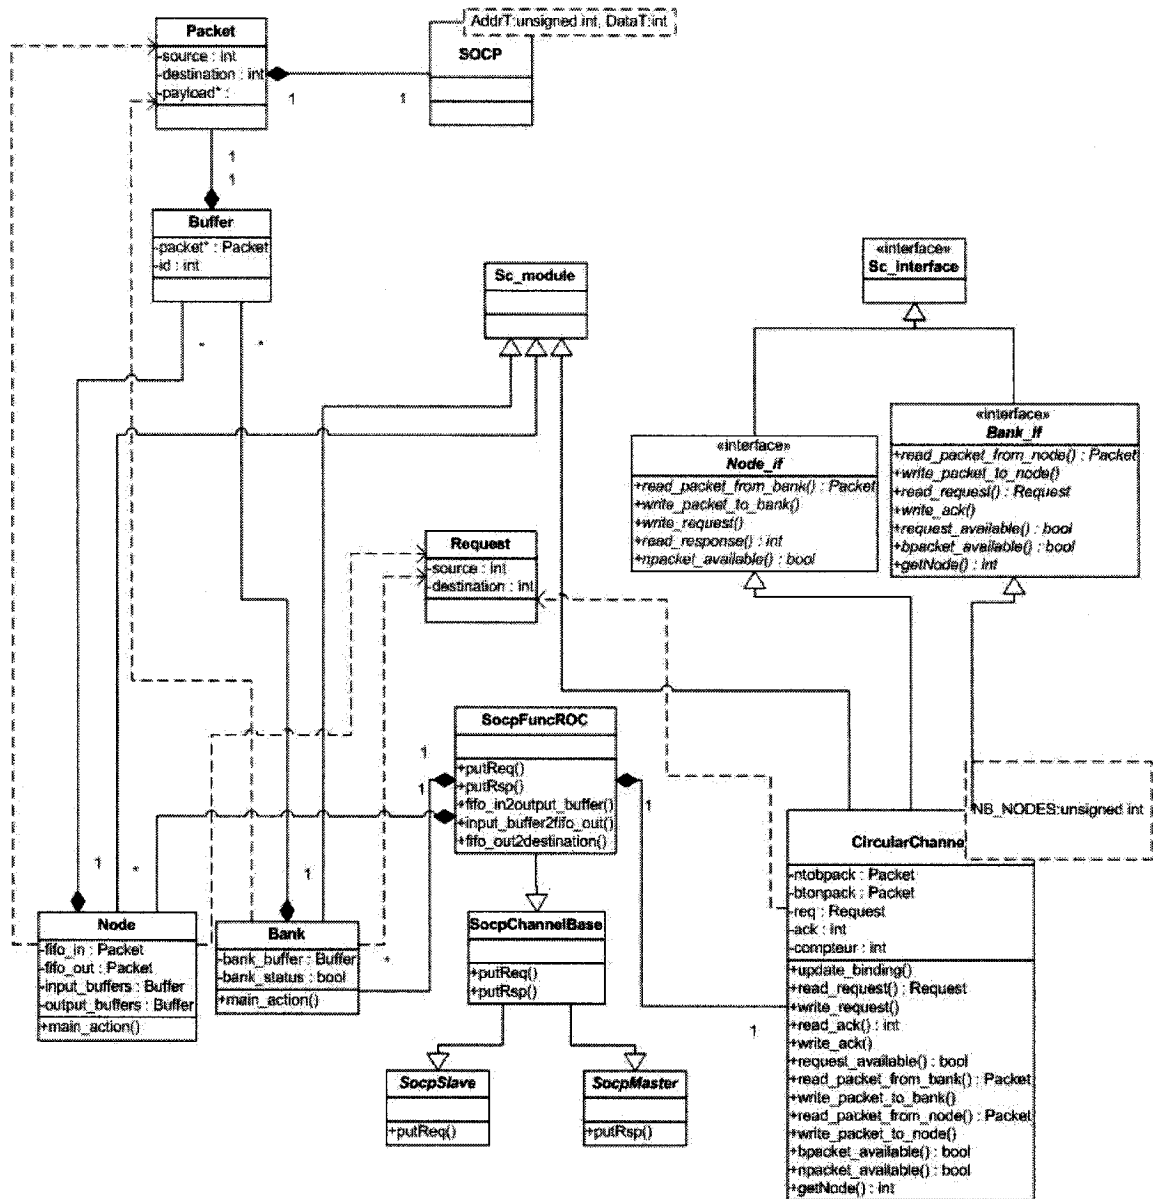 Packet
-source : int
-destination : int
-payload* :
1
1
AddrT:unsigned int, DataT:int
SOCP
1
1
Buffer
-packet* : Packet
-id : int
*
*
Sc_module
«interface»
Sc_interface
«interface»
Node_if
+read_packet_from_bank() : Packet
+write_packet_to_bank()
+write_request()
+read_response() : int
+npacket_available() : bool
«interface»
Bank_if
+read_packet_from_node() : Packet
+write_packet_to_node()
+read_request() : Request
+write_ack()
+request_available() : bool
+bpacket_available() : bool
+getNode() : int
Request
-source : int
-destination : int
SocpFuncROC
+putReq()
+putRsp()
+fifo_in2output_buffer()
+input_buffer2fifo_out()
+fifo_out2destination()
1
1
1
NB_NODES:unsigned int
CircularChanne
-ntobpack : Packet
-btonpack : Packet
-req : Request
-ack : int
-compteur : int
+update_binding()
+read_request() : Request
+write_request()
+read_ack() : int
+write_ack()
+request_available() : bool
+read_packet_from_bank() : Packet
+write_packet_to_bank()
+read_packet_from_node() : Packet
+write_packet_to_node()
+bpacket_available() : bool
+npacket_available() : bool
+getNode() : int
1
1
*
1
*
Node
-fifo_in : Packet
-fifo_out : Packet
-input_buffers : Buffer
-output_buffers : Buffer
+main_action()
Bank
-bank_buffer : Buffer
-bank_status : bool
+main_action()
SocpChannelBase
+putReq()
+putRsp()
SocpSlave
+putReq()
SocpMaster
+putRsp()